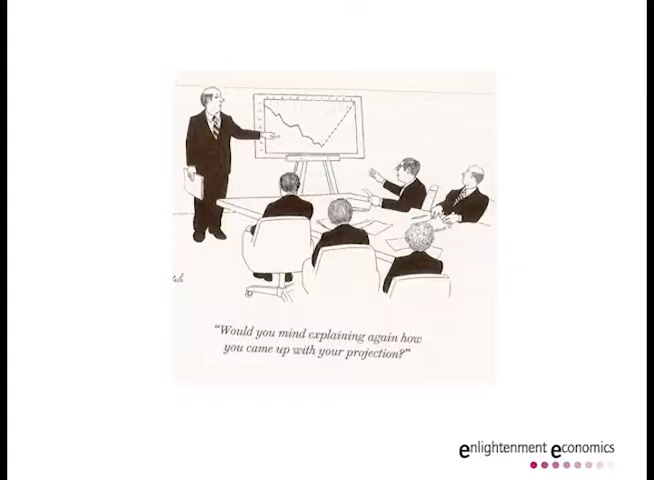 “Would you mind explaining again how
you came up with your projection?”
enlightenment economics